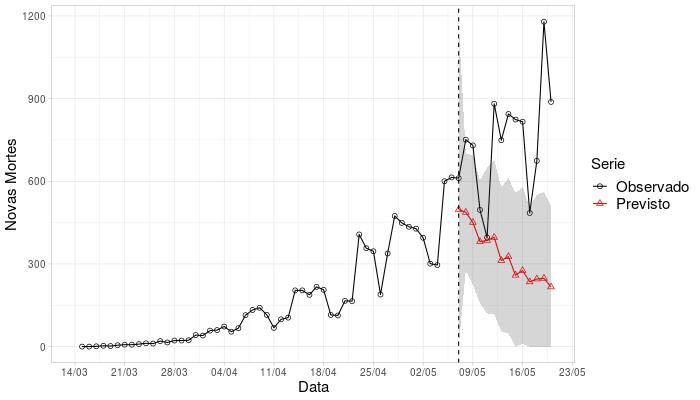 1200
900
600
300
0
Novas Mortes
14/03 21/03 28/03 04/04 11/04 18/04 25/04 02/05 09/05 16/05 23/05
Data
Serie
Observado
Previsto